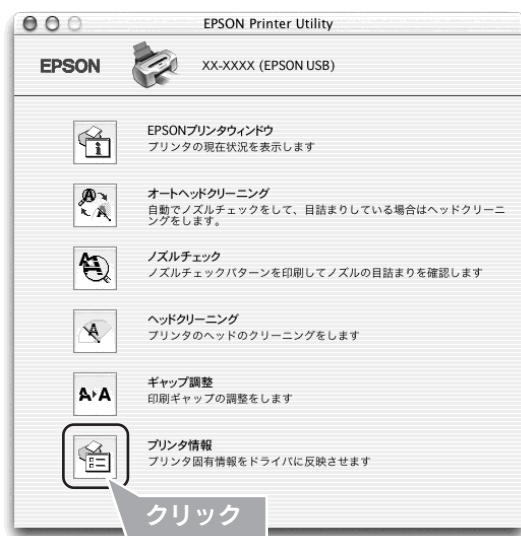 EPSON Printer Utility
EPSON
XX-XXXX (EPSON USB)
EPSONプリンタウィンドウ
プリンタの現在状況を表示します
オートヘッドクリーニング
自動でノズルチェックをして、目詰まりしている場合はヘッドクリーニ
ングをします。
ノズルチェック
ノズルチェックパターンを印刷してノズルの目詰まりを確認します
ヘッドクリーニング
プリンタのヘッドのクリーニングをします
A▸A
ギャップ調整
印刷ギャップの調整をします
プリンタ情報
プリンタ固有情報をドライバに反映させます
クリック